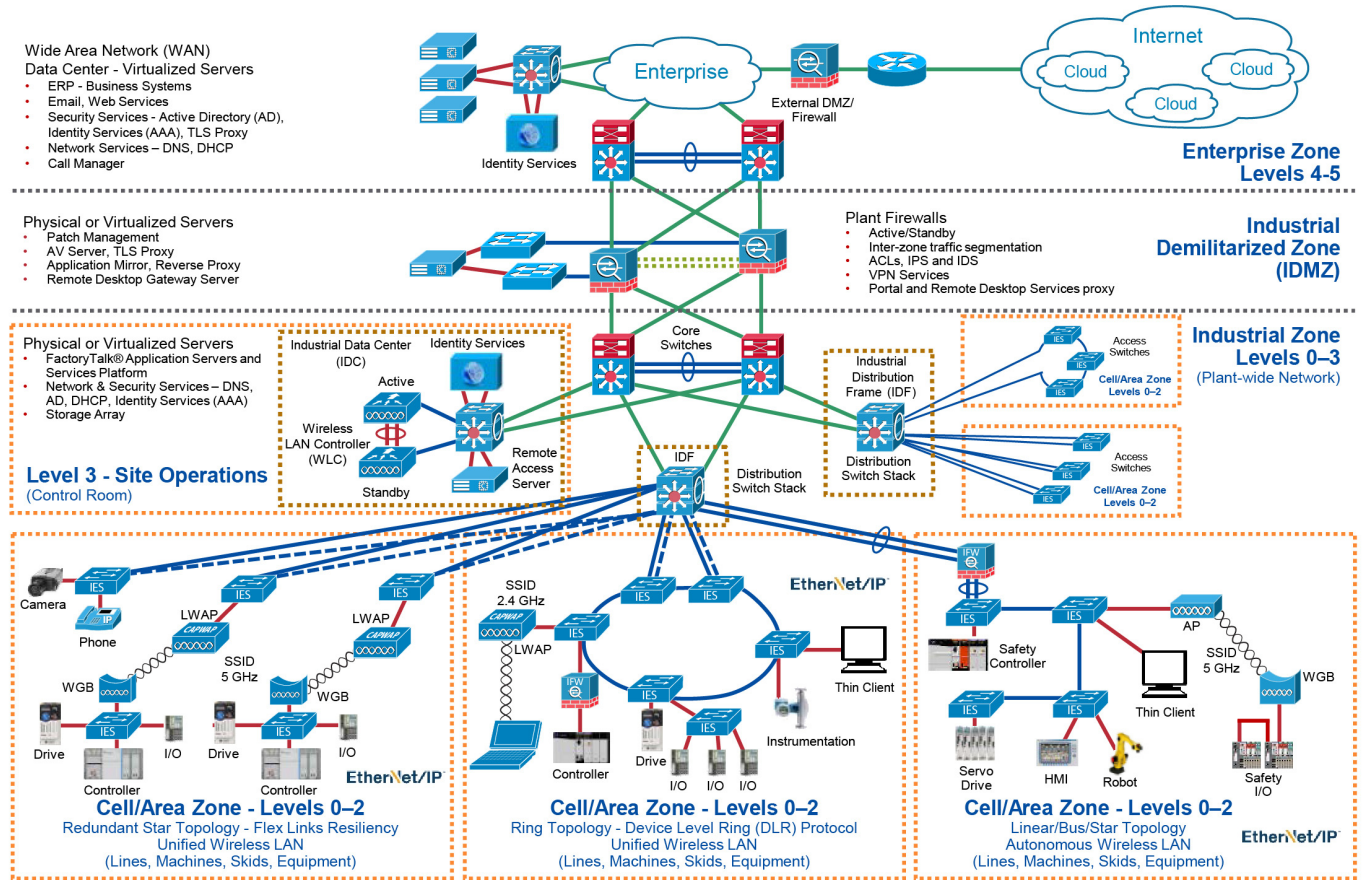 Wide Area Network (WAN)
Data Center - Virtualized Servers
• ERP - Business Systems
• Email, Web Services
• Security Services - Active Directory (AD),
Identity Services (AAA), TLS Proxy
• Network Services – DNS, DHCP
• Call Manager
Identity Services
Enterprise
External DMZ/
Firewall
Internet
Cloud
Cloud
Cloud
Enterprise Zone
Levels 4-5
Physical or Virtualized Servers
• Patch Management
• AV Server, TLS Proxy
• Application Mirror, Reverse Proxy
• Remote Desktop Gateway Server
Plant Firewalls
• Active/Standby
• Inter-zone traffic segmentation
• ACLs, IPS and IDS
• VPN Services
• Portal and Remote Desktop Services proxy
Industrial
Demilitarized Zone
(IDMZ)
Physical or Virtualized Servers
• FactoryTalk® Application Servers and
Services Platform
• Network & Security Services – DNS,
AD, DHCP, Identity Services (AAA)
• Storage Array
Level 3 - Site Operations
(Control Room)
Industrial Data Center
(IDC)
Identity Services
Active
Wireless
LAN Controller
(WLC)
Standby
Remote
Access
Server
Core
Switches
Industrial
Distribution
Frame (IDF)
Distribution
Switch Stack
IES
IES
IES
Access
Switches
Cell/Area Zone
Levels 0–2
IES
IES
IES
Access
Switches
Cell/Area Zone
Levels 0–2
Industrial Zone
Levels 0–3
(Plant-wide Network)
IDF
Distribution
Switch Stack
Camera
IES
IP
Phone
IES
LWAP
CAPWAP
SSID
5 GHz
WGB
IES
Drive
I/O
Controller
IES
LWAP
CAPWAP
WGB
IES
Drive
I/O
Controller
EtherNet/IP™
Cell/Area Zone - Levels 0–2
Redundant Star Topology - Flex Links Resiliency
Unified Wireless LAN
(Lines, Machines, Skids, Equipment)
SSID
2.4 GHz
CAPWAP
LWAP
IES
IES
IES
IES
IES
IES
IFW
Controller
Drive
I/O
I/O
I/O
Instrumentation
Thin Client
EtherNet/IP™
Cell/Area Zone - Levels 0–2
Ring Topology - Device Level Ring (DLR) Protocol
Unified Wireless LAN
(Lines, Machines, Skids, Equipment)
IFW
IES
Safety
Controller
IES
AP
SSID
5 GHz
WGB
Thin Client
IES
IES
Servo
Drive
HMI
Robot
Safety
I/O
Cell/Area Zone - Levels 0–2
Linear/Bus/Star Topology
Autonomous Wireless LAN
(Lines, Machines, Skids, Equipment)
EtherNet/IP™